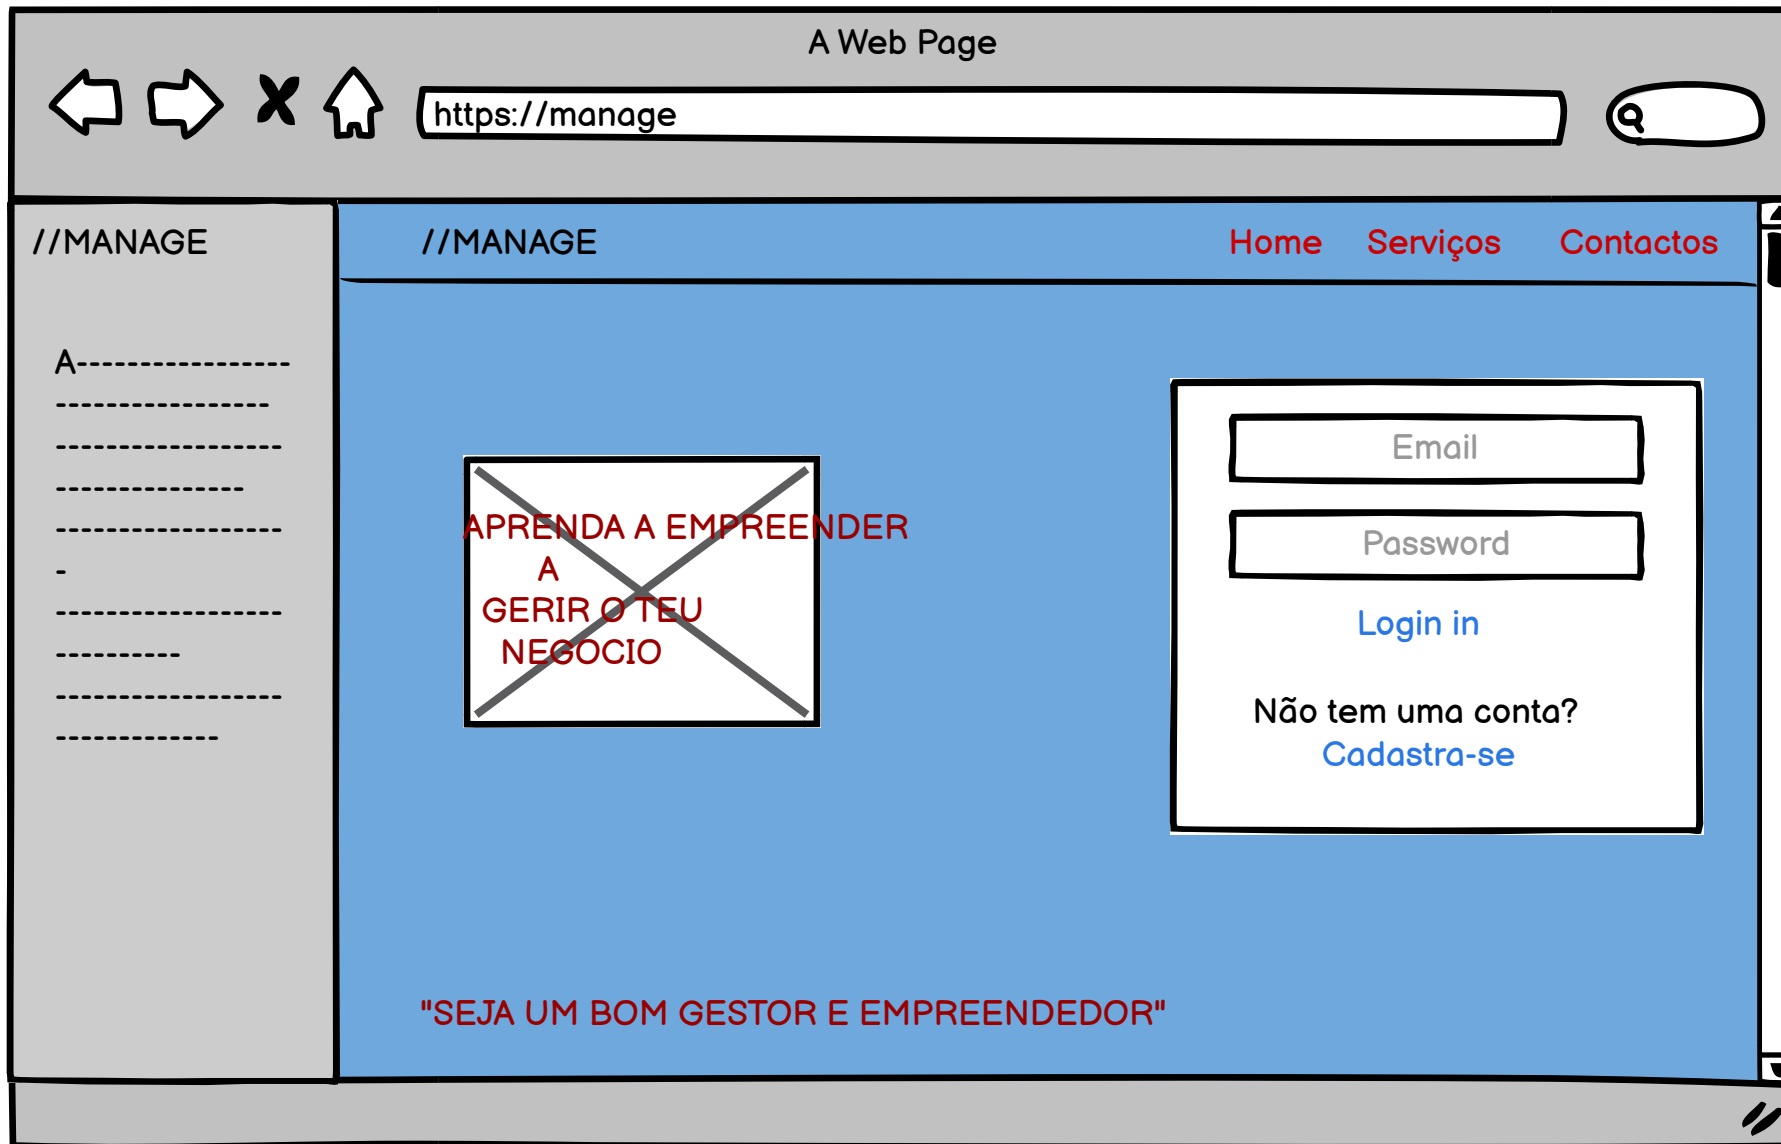 A Web Page
https://manage
//MANAGE
A-----------------
-----------------
------------------
---------------
------------------
-
------------------
----------
------------------
-------------
//MANAGE
Home Serviços Contactos
APRENDA A EMPREENDER
A
GERIR O TEU
NEGOCIO
Email
Password
Login in
Não tem uma conta?
Cadastra-se
"SEJA UM BOM GESTOR E EMPREENDEDOR"